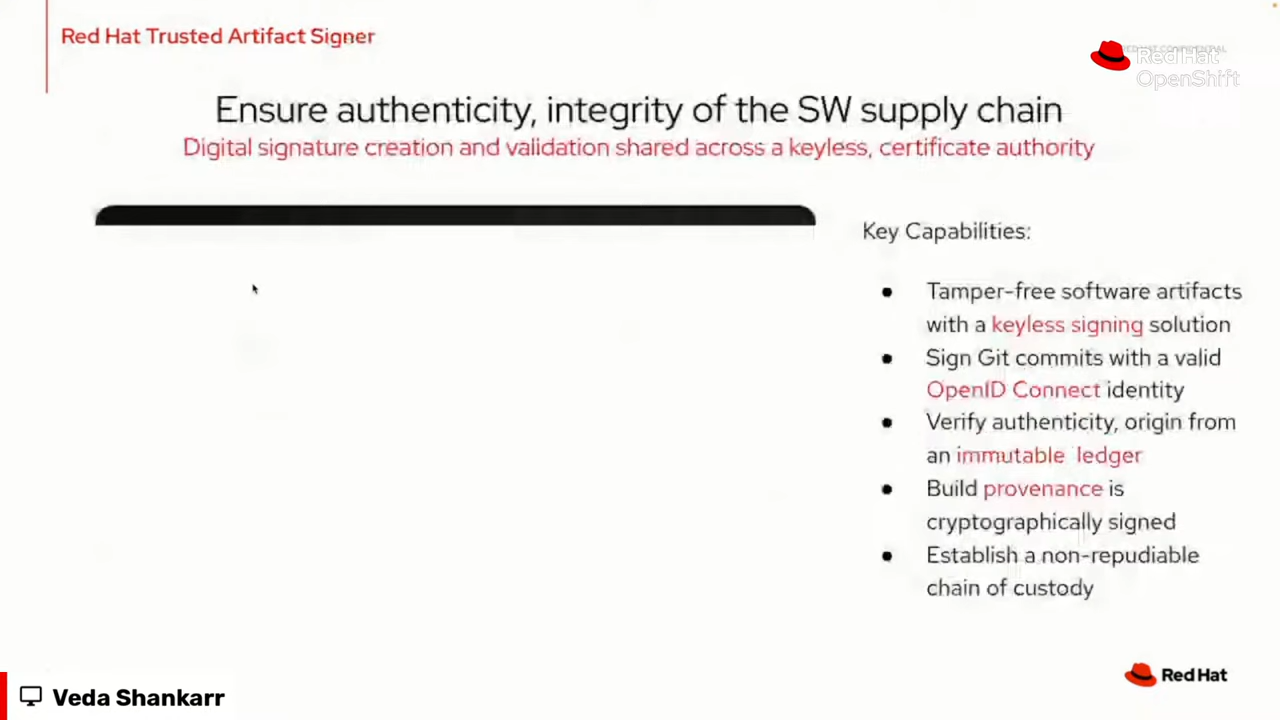 Red Hat Trusted Artifact Signer
Red Hat
OpenShift
Ensure authenticity, integrity of the SW supply chain
Digital signature creation and validation shared across a keyless, certificate authority
Key Capabilities:
● Tamper-free software artifacts
with a keyless signing solution
● Sign Git commits with a valid
OpenID Connect identity
● Verify authenticity, origin from
an immutable ledger
● Build provenance is
cryptographically signed
● Establish a non-repudiable
chain of custody
Red Hat
Veda Shankarr